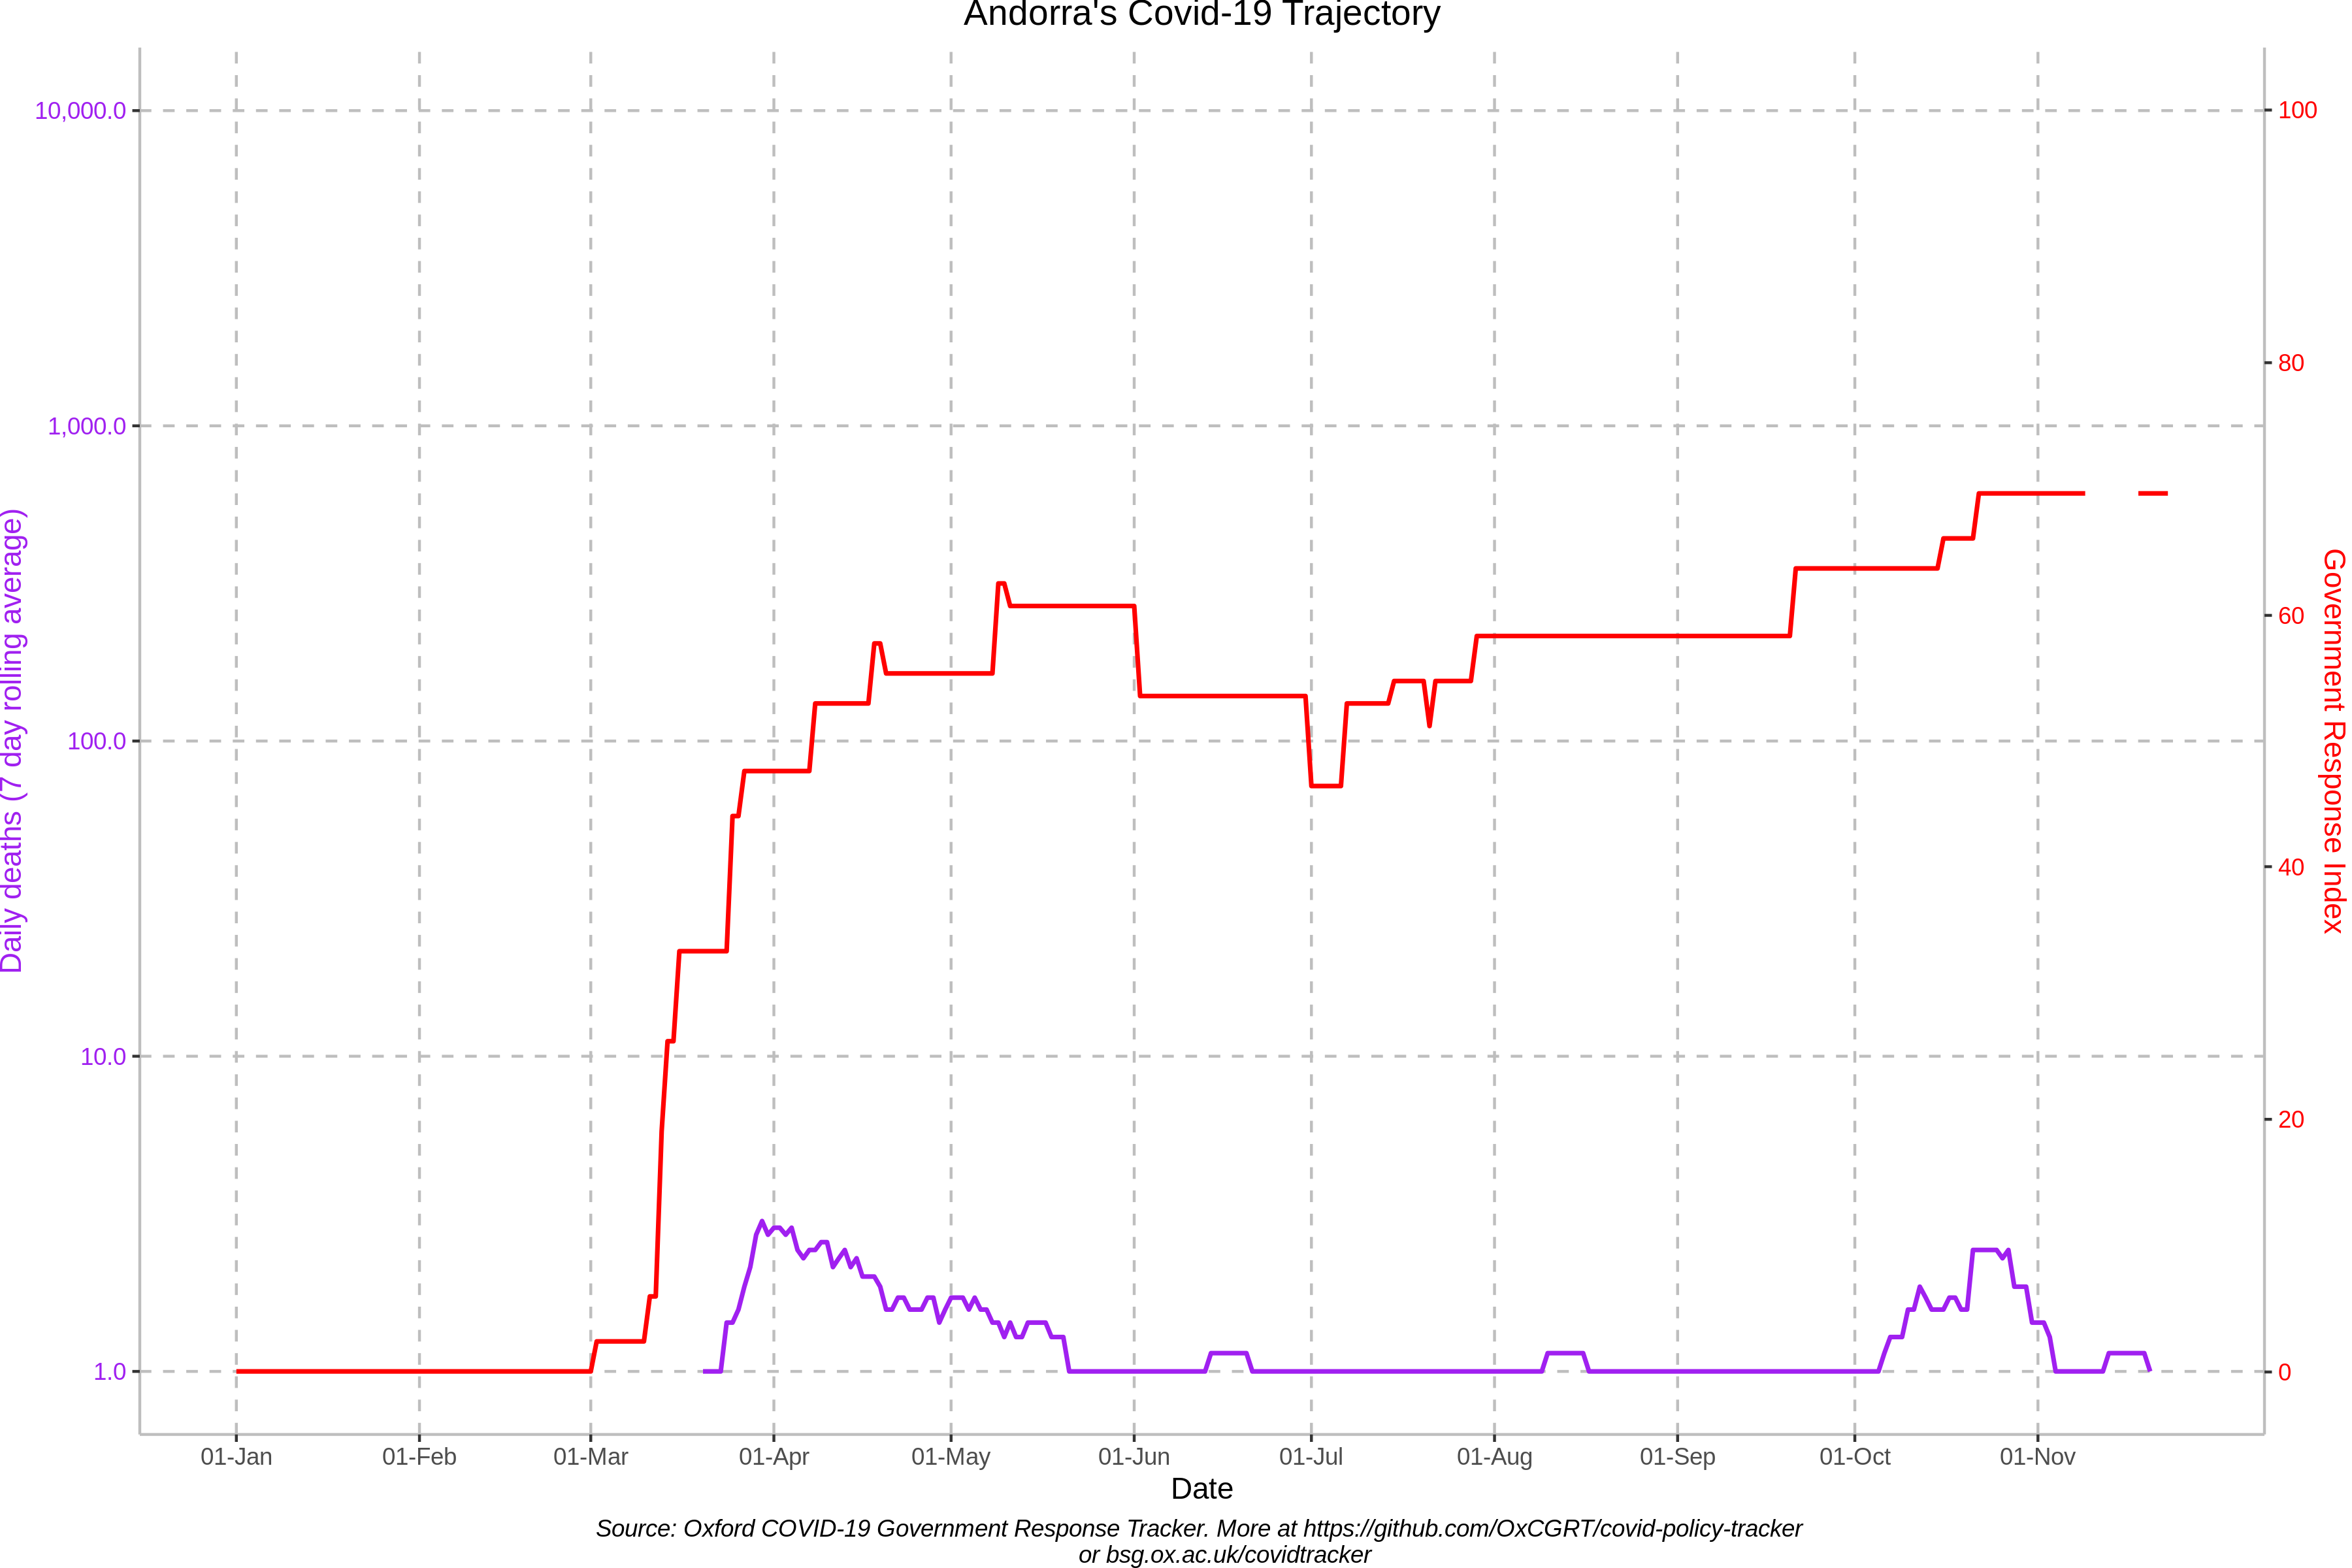 Andorra's Covid-19 Trajectory
10,000.0
1,000.0
100.0
10.0
1.0
Daily deaths (7 day rolling average)
100
80
60
40
20
0
Government Response Index
01-Jan 01-Feb 01-Mar 01-Apr 01-May 01-Jun 01-Jul 01-Aug 01-Sep 01-Oct 01-Nov
Date
Source: Oxford COVID-19 Government Response Tracker. More at https://github.com/OxCGRT/covid-policy-tracker
or bsg.ox.ac.uk/covidtracker